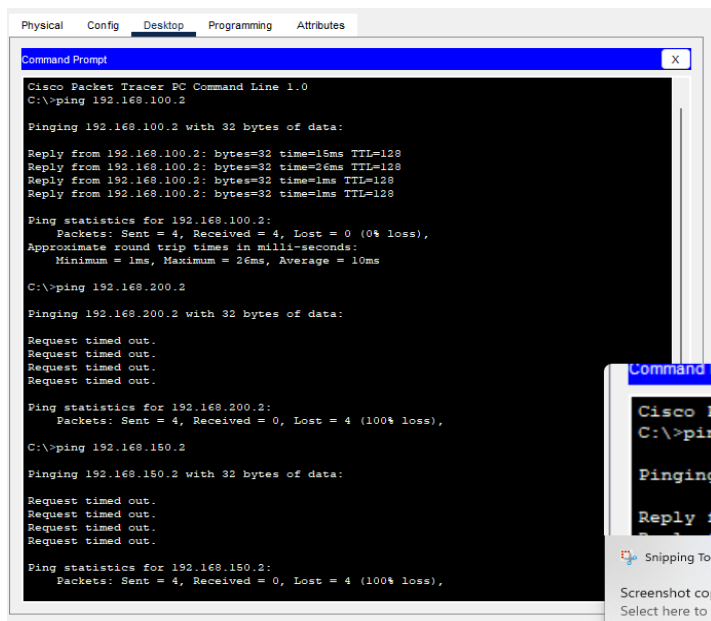 Physical Config Desktop Programming Attributes
Command Prompt X
Cisco Packet Tracer PC Command Line 1.0
C:\>ping 192.168.100.2
Pinging 192.168.100.2 with 32 bytes of data:
Reply from 192.168.100.2: bytes=32 time=15ms TTL=128
Reply from 192.168.100.2: bytes=32 time=26ms TTL=128
Reply from 192.168.100.2: bytes=32 time=1ms TTL=128
Reply from 192.168.100.2: bytes=32 time=1ms TTL=128
Ping statistics for 192.168.100.2:
Packets: Sent = 4, Received = 4, Lost = 0 (0% loss),
Approximate round trip times in milli-seconds:
Minimum = 1ms, Maximum = 26ms, Average = 10ms
C:\>ping 192.168.200.2
Pinging 192.168.200.2 with 32 bytes of data:
Request timed out.
Request timed out.
Request timed out.
Request timed out.
Ping statistics for 192.168.200.2:
Packets: Sent = 4, Received = 0, Lost = 4 (100% loss),
C:\>ping 192.168.150.2
Pinging 192.168.150.2 with 32 bytes of data:
Request timed out.
Request timed out.
Request timed out.
Request timed out.
Ping statistics for 192.168.150.2:
Packets: Sent = 4, Received = 0, Lost = 4 (100% loss),
Command
Cisco
C:\>pin
Pinging
Reply
Snipping To
Screenshot co
Select here to